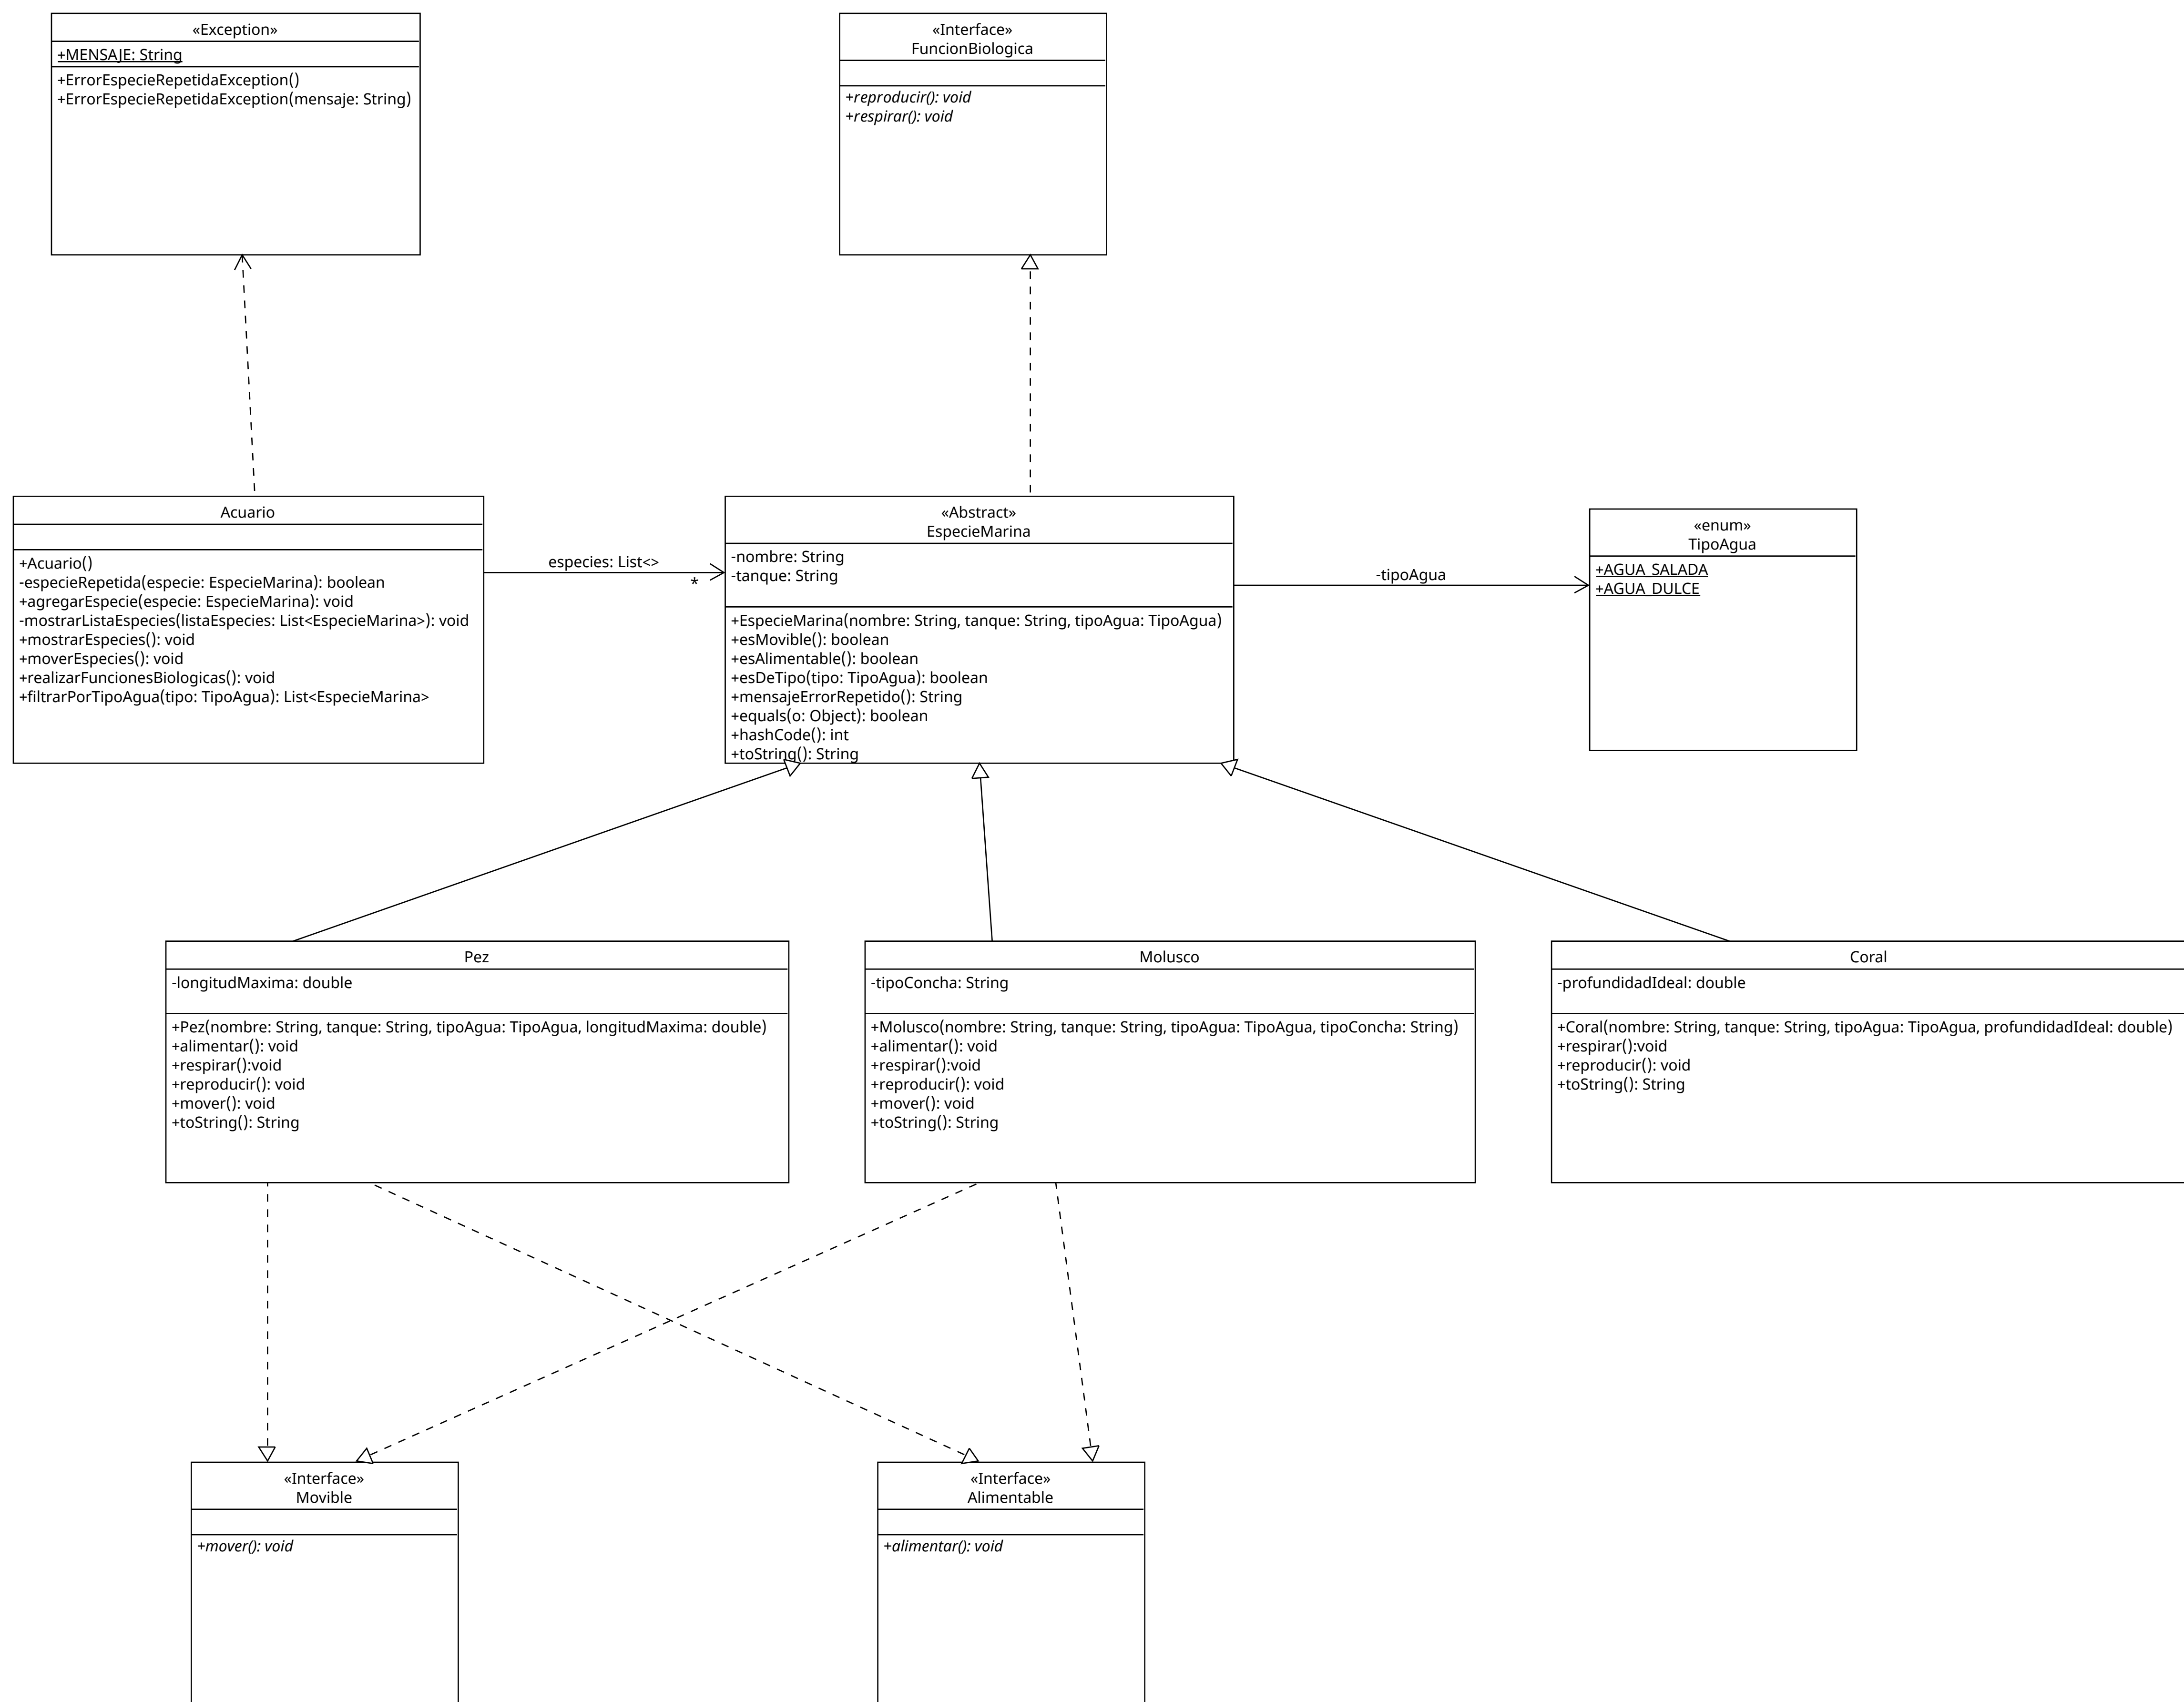 «Exception»
+MENSAJE: String
+ErrorEspecieRepetidaException()
+ErrorEspecieRepetidaException(mensaje: String)
«Interface»
FuncionBiologica
+reproducir(): void
+respirar(): void
Acuario
+Acuario()
-especieRepetida(especie: EspecieMarina): boolean
+agregarEspecie(especie: EspecieMarina): void
-mostrarListaEspecies(listaEspecies: List<EspecieMarina>): void
+mostrarEspecies(): void
+moverEspecies(): void
+realizarFuncionesBiologicas(): void
+filtrarPorTipoAgua(tipo: TipoAgua): List<EspecieMarina>
especies: List<>
*
«Abstract»
EspecieMarina
-nombre: String
-tanque: String
+EspecieMarina(nombre: String, tanque: String, tipoAgua: TipoAgua)
+esMovible(): boolean
+esAlimentable(): boolean
+esDeTipo(tipo: TipoAgua): boolean
+mensajeErrorRepetido(): String
+equals(o: Object): boolean
+hashCode(): int
+toString(): String
-tipoAgua
«enum»
TipoAgua
+AGUA_SALADA
+AGUA_DULCE
Pez
-longitudMaxima: double
+Pez(nombre: String, tanque: String, tipoAgua: TipoAgua, longitudMaxima: double)
+alimentar(): void
+respirar():void
+reproducir(): void
+mover(): void
+toString(): String
Molusco
-tipoConcha: String
+Molusco(nombre: String, tanque: String, tipoAgua: TipoAgua, tipoConcha: String)
+alimentar(): void
+respirar():void
+reproducir(): void
+mover(): void
+toString(): String
Coral
-profundidadIdeal: double
+Coral(nombre: String, tanque: String, tipoAgua: TipoAgua, profundidadIdeal: double)
+respirar():void
+reproducir(): void
+toString(): String
«Interface»
Movible
+mover(): void
«Interface»
Alimentable
+alimentar(): void